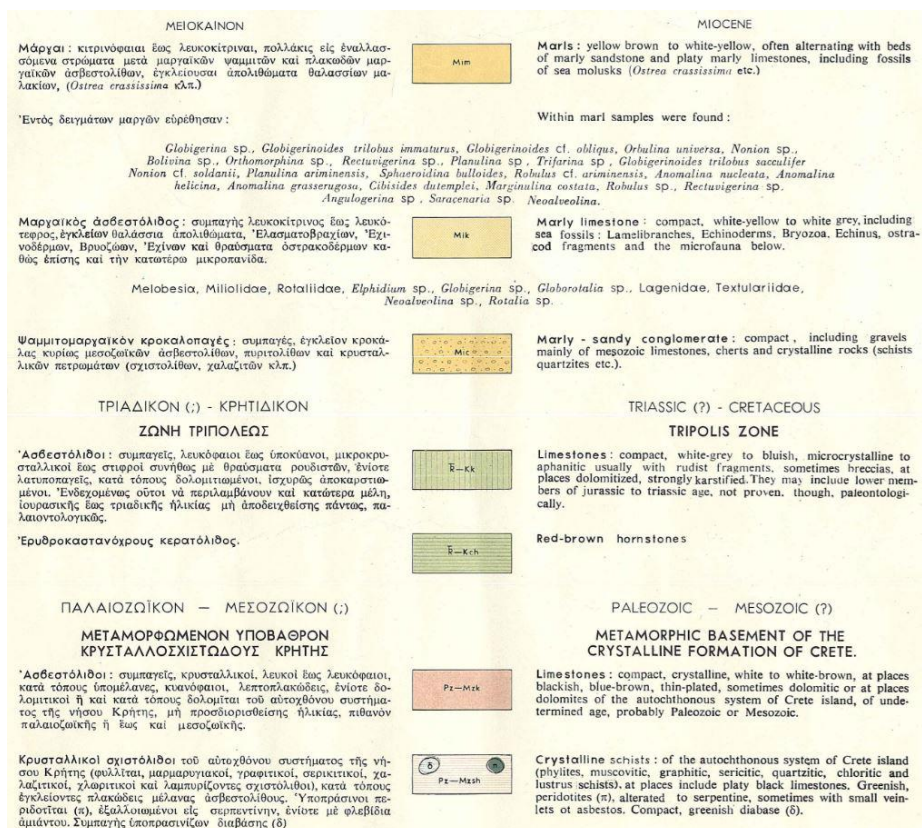 ΜΕΙΟΚΑΙΝΟΝ
Μάργαι : κιτρινόφαιαι ἕως λευκοκίτριναι, πολλάκις εἰς ἐναλλασ-
σόμενα στρώματα μετὰ μαργαϊκῶν ψαμμιτῶν καὶ πλακωδῶν μαρ-
γαϊκῶν ἀσβεστολίθων, ἐγκλείουσαι ἀπολιθώματα θαλασσίων μα-
λακίων, (Ostrea crassissima κλπ.)
Mim
MIOCENE
Marls : yellow brown to white-yellow, often alternating with beds
of marly sandstone and platy marly limestones, including fossils
of sea molusks (Ostrea crassissima etc.)
Ἐντὸς δειγμάτων μαργῶν εὑρέθησαν :
Within marl samples were found :
Globigerina sp., Globigerinoides trilobus immaturus, Globigerinoides cf. obliqus, Orbulina universa, Nonion sp.,
Bolivina sp., Orthomorphina sp., Rectuvigerina sp., Planulina sp , Trifarina sp , Globigerinoides trilobus sacculifer
Nonion cf. soldanii, Planulina ariminensis, Sphaeroidina bulloides, Robulus cf. ariminensis, Anomalina nucleata, Anomalina
helicina, Anomalina grasserugosa, Cibisides dutemplei, Marginulina costata, Robulus sp., Rectuvigerina sp.
Angulogerina sp , Saracenaria sp. Neoalveolina.
Μαργαϊκὸς ἀσβεστόλιθος : συμπαγὴς λευκοκίτρινος ἕως λευκό-
τεφρος, ἐγκλείων θαλάσσια ἀπολιθώματα, Ἐλασματοβραχίων, Ἐχι-
νοδέρμων, Βρυοζώων, Ἐχίνων καὶ θραύσματα ὀστρακοδέρμων κα-
θὼς ἐπίσης καὶ τὴν κατωτέρω μικροπανίδα.
Mik
Marly limestone : compact, white-yellow to white grey, including
sea fossils : Lamelibranches, Echinoderms, Bryozoa, Echinus, ostra-
cod fragments and the microfauna below.
Melobesia, Miliolidae, Rotaliidae, Elphidium sp., Globigerina sp., Globorotalia sp., Lagenidae, Textulariidae,
Neoalveolina sp., Rotalia sp.
Ψαμμιτομαργαϊκὸν κροκαλοπαγές : συμπαγές, ἐγκλεῖον κροκά-
λας κυρίως μεσοζωϊκῶν ἀσβεστολίθων, πυριτολίθων καὶ κρυσταλ-
λικῶν πετρωμάτων (σχιστολίθων, χαλαζιτῶν κλπ.)
Mic
Marly - sandy conglomerate : compact , including gravels
mainly of mesozoic limestones, cherts and crystalline rocks (schists
quartzites etc.).
ΤΡΙΑΔΙΚΟΝ (;) - ΚΡΗΤΙΔΙΚΟΝ
ΖΩΝΗ ΤΡΙΠΟΛΕΩΣ
TRIASSIC (?) - CRETACEOUS
TRIPOLIS ZONE
Ἀσβεστόλιθοι : συμπαγεῖς, λευκόφαιοι ἕως ὑποκύανοι, μικροκρυ-
σταλλικοὶ ἕως στιφροὶ συνήθως μὲ θραύσματα ρουδιστῶν, ἐνίοτε
λατυποπαγεῖς, κατὰ τόπους δολομιτιωμένοι, ἰσχυρῶς ἀποκαρστιω-
μένοι. Ἐνδεχομένως οὗτοι νὰ περιλαμβάνουν καὶ κατώτερα μέλη,
ἰουρασικῆς ἕως τριαδικῆς ἡλικίας μὴ ἀποδειχθείσης πάντως, πα-
λαιοντολογικῶς.
R̄–Kk
Limestones : compact, white-grey to bluish, microcrystalline to
aphanitic usually with rudist fragments. sometimes breccias, at
places dolomitized, strongly karstified. They may include lower mem-
bers of jurassic to triassic age, not proven. though, paleontologi-
cally.
Ἐρυθροκαστανόχρους κερατόλιθος.
R̄–Kch
Red-brown hornstones
ΠΑΛΑΙΟΖΩΪΚΟΝ – ΜΕΣΟΖΩΪΚΟΝ (;)
ΜΕΤΑΜΟΡΦΩΜΕΝΟΝ ΥΠΟΒΑΘΡΟΝ
ΚΡΥΣΤΑΛΛΟΣΧΙΣΤΩΔΟΥΣ ΚΡΗΤΗΣ
PALEOZOIC – MESOZOIC (?)
METAMORPHIC BASEMENT OF THE
CRYSTALLINE FORMATION OF CRETE.
Ἀσβεστόλιθοι : συμπαγεῖς, κρυσταλλικοί, λευκοὶ ἕως λευκόφαιοι,
κατὰ τόπους ὑπομέλανες, κυανόφαιοι, λεπτοπλακώδεις, ἐνίοτε δο-
λομιτικοὶ ἢ καὶ κατὰ τόπους δολομῖται τοῦ αὐτοχθόνου συστήμα-
τος τῆς νήσου Κρήτης, μὴ προσδιορισθείσης ἡλικίας, πιθανὸν
παλαιοζωϊκῆς ἢ ἕως καὶ μεσοζωϊκῆς.
Pz–Mzk
Limestones : compact, crystalline, white to white-brown, at places
blackish, blue-brown, thin-plated, sometimes dolomitic or at places
dolomites of the autochthonous system of Crete island, of unde-
termined age, probably Paleozoic or Mesozoic.
Κρυσταλλικοὶ σχιστόλιθοι τοῦ αὐτοχθόνου συστήματος τῆς νή-
σου Κρήτης (φυλλῖται, μαρμαρυγιακοί, γραφιτικοί, σερικιτικοί, χα-
λαζιτικοί, χλωριτικοὶ καὶ λαμπυρίζοντες σχιστόλιθοι), κατὰ τόπους
ἐγκλείοντες πλακώδεις μέλανας ἀσβεστολίθους. Ὑποπράσινοι πε-
ριδοτῖται (π), ἐξαλλοιωμένοι εἰς σερπεντίνην, ἐνίοτε μὲ φλεβίδια
ἀμιάντου. Συμπαγὴς ὑποπρασινίζων διαβάσης (δ)
δ
π
Pz–Mzsh
Crystalline schists : of the autochthonous system of Crete island
(phylites, muscovitic, graphitic, sericitic, quartzitic, chloritic and
lustrus schists). at places include platy black limestones. Greenish,
peridotites (π), alterated to serpentine, sometimes with small vein-
lets of asbestos. Compact, greenish diabase (δ).